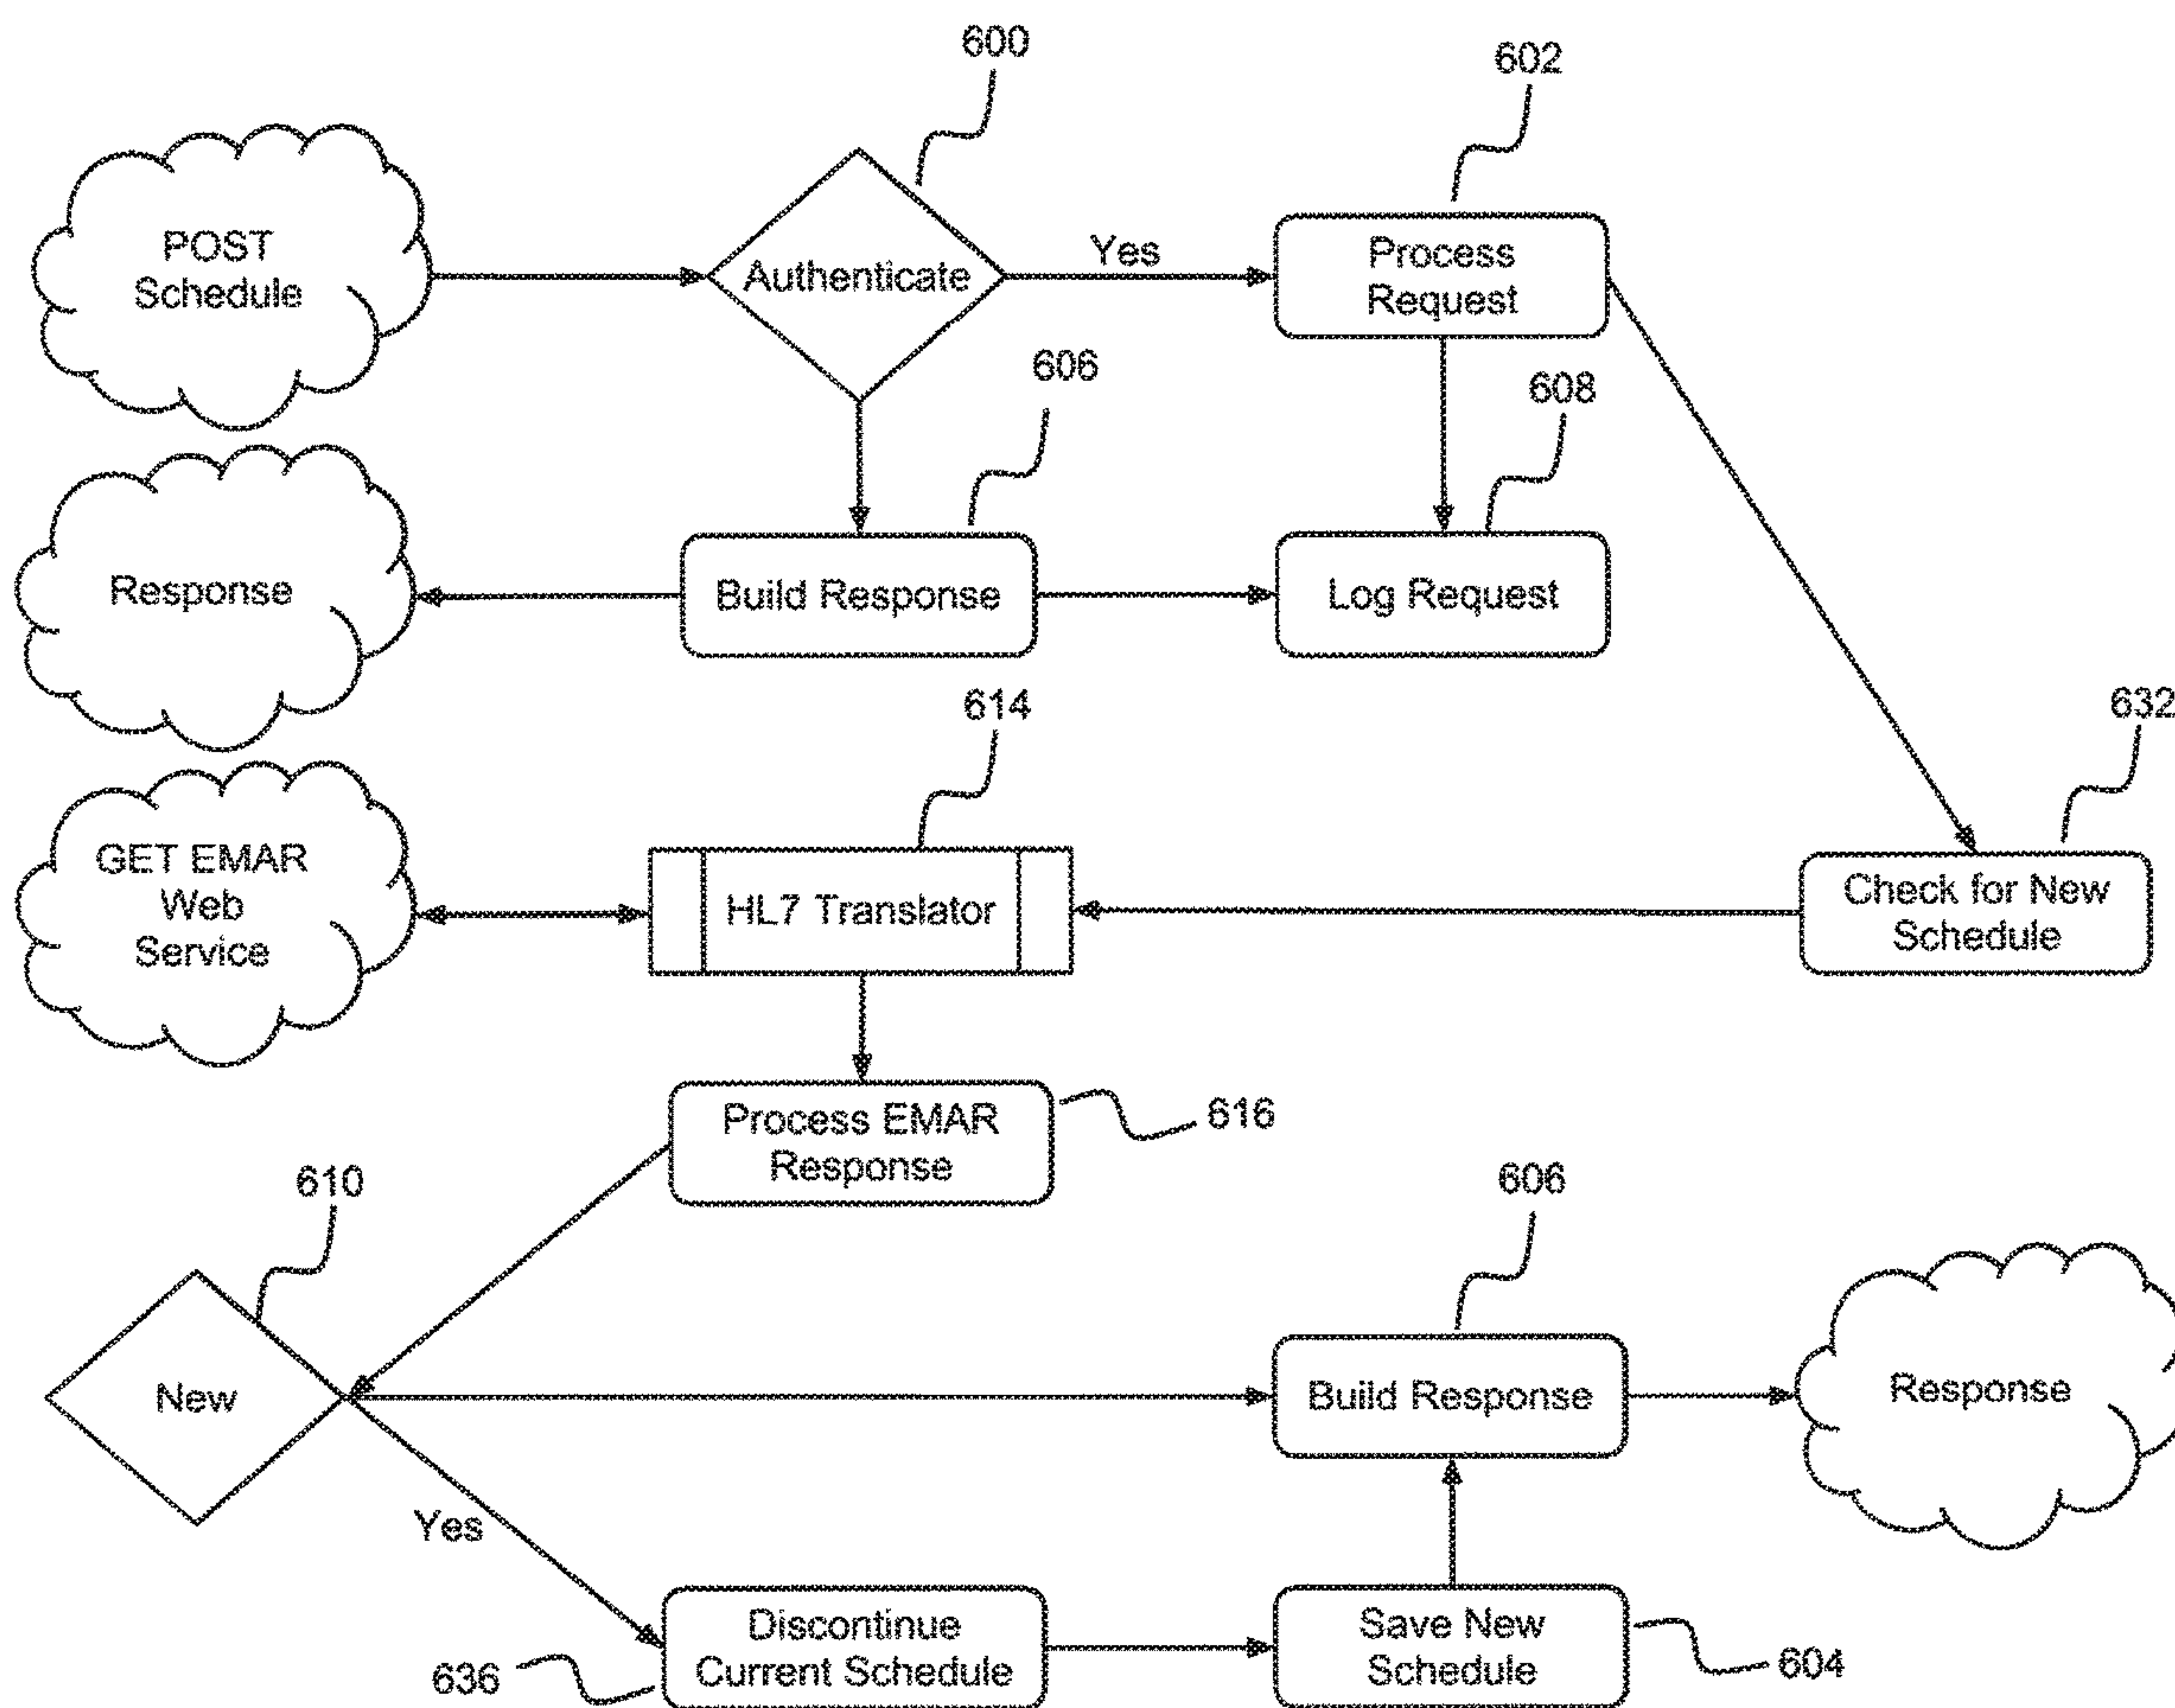 600
602
POST
Schedule
Authenticate
Yes
Process
Request
606
608
Response
Build Response
Log Request
614
632
GET EMAR
Web
Service
HL7 Translator
Check for New
Schedule
Process EMAR
Response
616
610
606
New
Build Response
Response
Yes
Discontinue
Current Schedule
636
Save New
Schedule
604